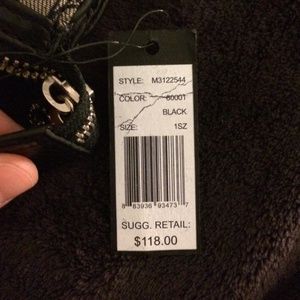 STYLE: M3122544
COLOR: 60001
BLACK
SIZE: 1SZ
8 83936 93473 7
SUGG. RETAIL:
$118.00